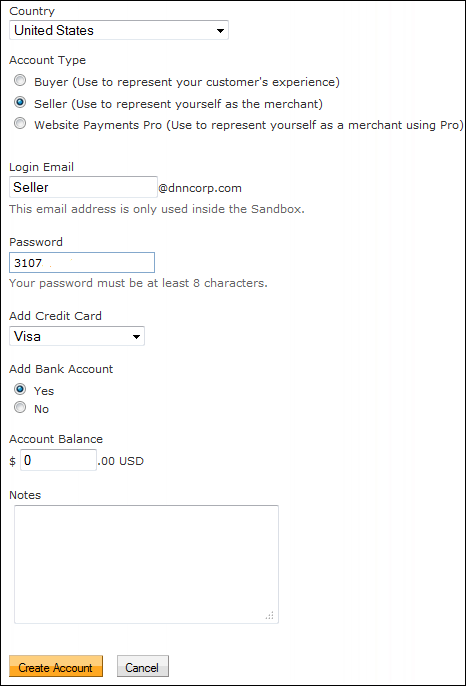 Country
United States
Account Type
Buyer (Use to represent your customer's experience)
Seller (Use to represent yourself as the merchant)
Website Payments Pro (Use to represent yourself as a merchant using Pro)
Login Email
Seller @dnncorp.com
This email address is only used inside the Sandbox.
Password
3107
Your password must be at least 8 characters.
Add Credit Card
Visa
Add Bank Account
Yes
No
Account Balance
$ 0 .00 USD
Notes
Create Account Cancel